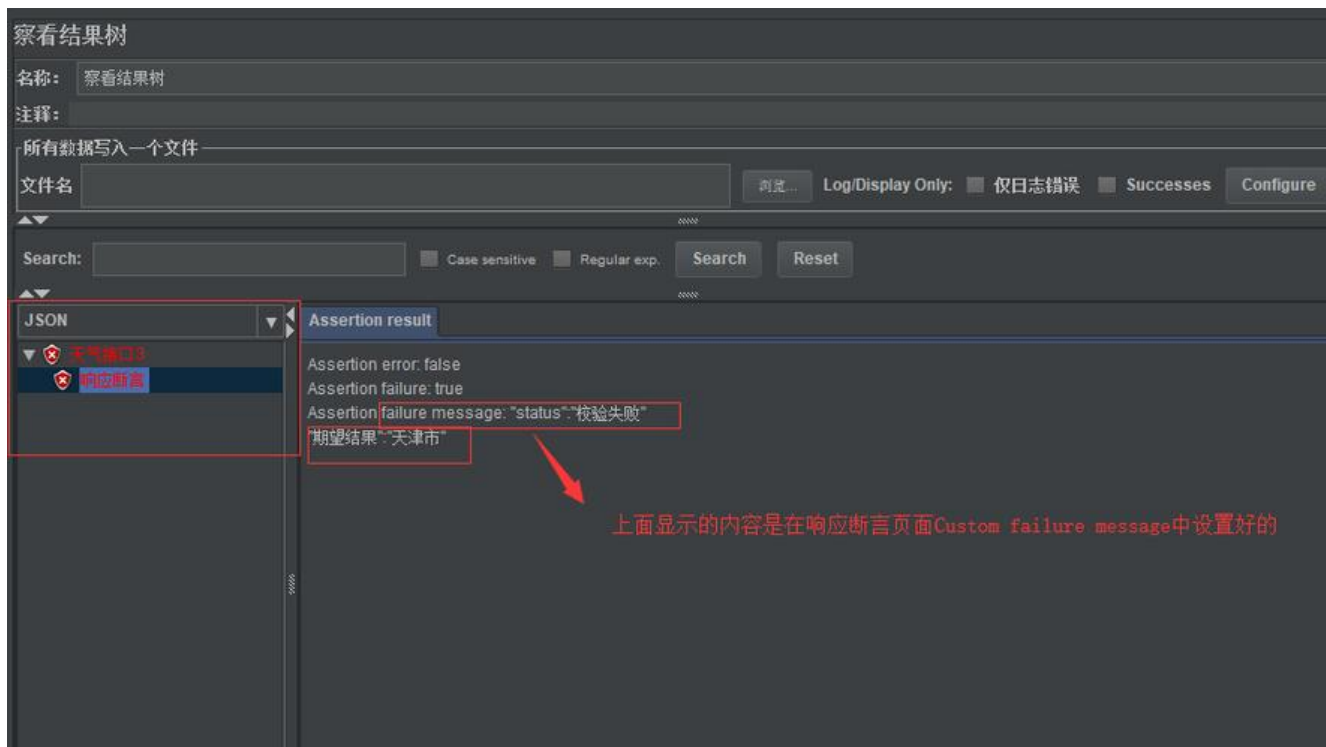 察看结果树
名称： 察看结果树
注释：
所有数据写入一个文件
文件名 浏览... Log/Display Only: 仅日志错误 Successes Configure
Search: Case sensitive Regular exp. Search Reset
JSON Assertion result
天气接口3
响应断言
Assertion error: false
Assertion failure: true
Assertion failure message: "status":"校验失败"
"期望结果":"天津市"
上面显示的内容是在响应断言页面Custom failure message中设置好的